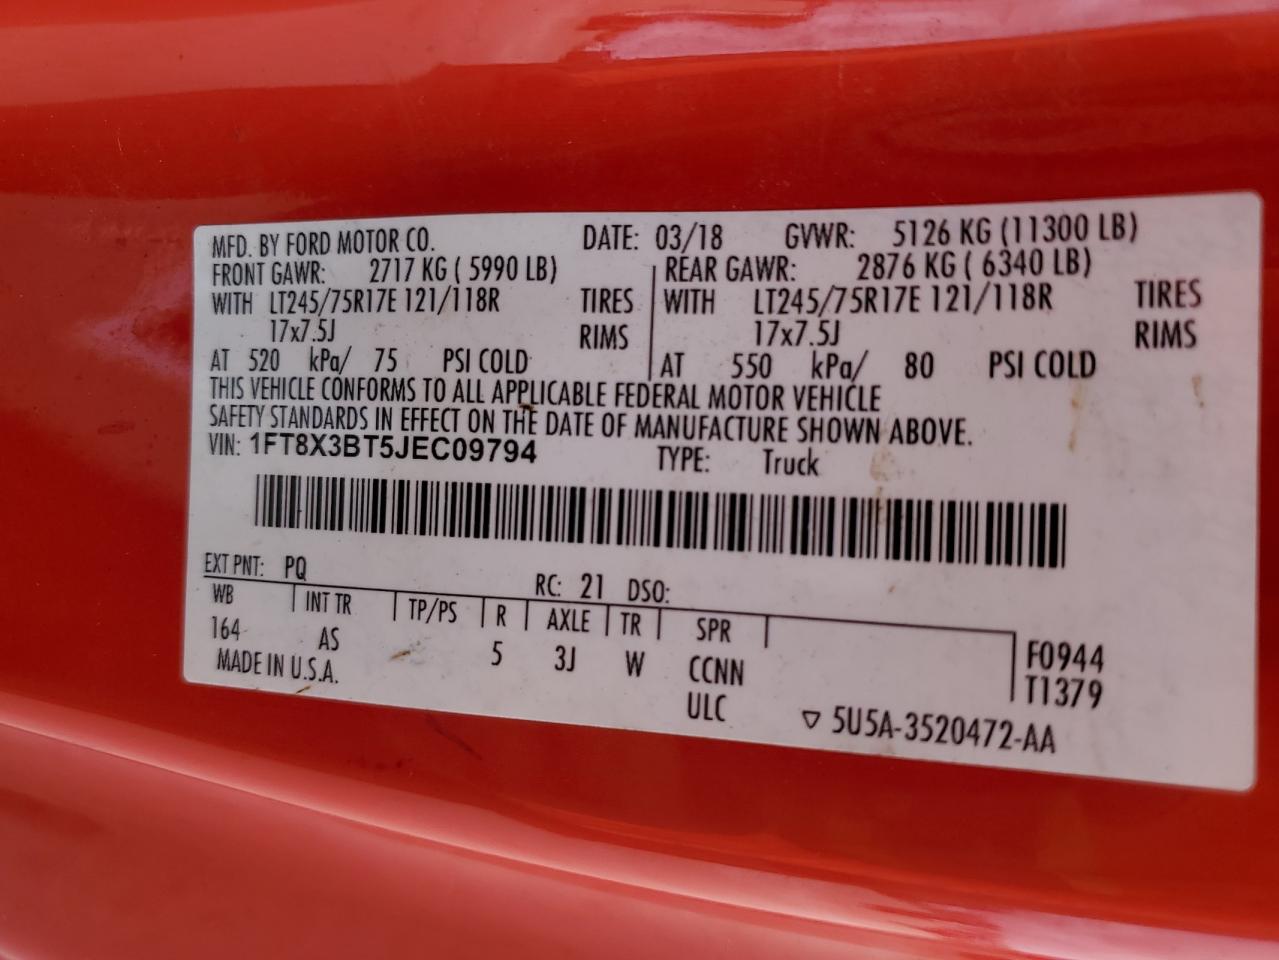 MFD. BY FORD MOTOR CO. DATE: 03/18 GVWR: 5126 KG (11300 LB)
FRONT GAWR: 2717 KG ( 5990 LB) REAR GAWR: 2876 KG ( 6340 LB)
WITH LT245/75R17E 121/118R TIRES WITH LT245/75R17E 121/118R TIRES
17x7.5J RIMS 17x7.5J RIMS
AT 520 kPa/ 75 PSI COLD AT 550 kPa/ 80 PSI COLD
THIS VEHICLE CONFORMS TO ALL APPLICABLE FEDERAL MOTOR VEHICLE
SAFETY STANDARDS IN EFFECT ON THE DATE OF MANUFACTURE SHOWN ABOVE.
VIN: 1FT8X3BT5JEC09794 TYPE: Truck
EXT PNT: PQ RC: 21 DSO:
WB INT TR TP/PS R AXLE TR SPR
164 AS 5 3J W CCNN F0944
MADE IN U.S.A. ULC T1379
▽ 5U5A-3520472-AA